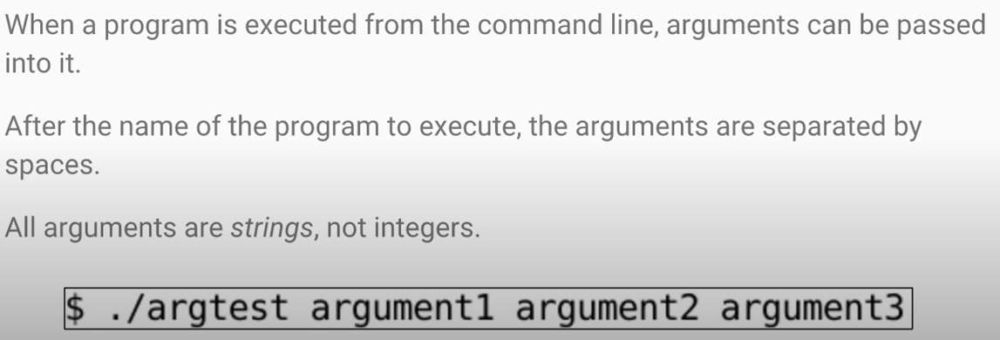 When a program is executed from the command line, arguments can be passed
into it.
After the name of the program to execute, the arguments are separated by
spaces.
All arguments are strings, not integers.
$ ./argtest argument1 argument2 argument3